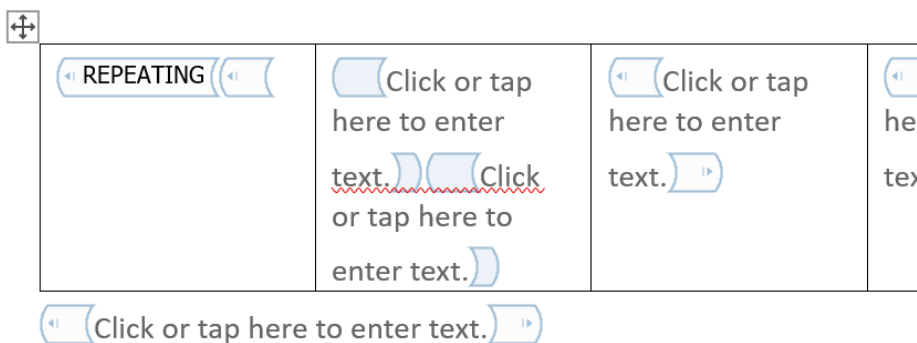 REPEATING
Click or tap
here to enter
text. Click
or tap here to
enter text.
Click or tap
here to enter
text.
he
tex
Click or tap here to enter text.